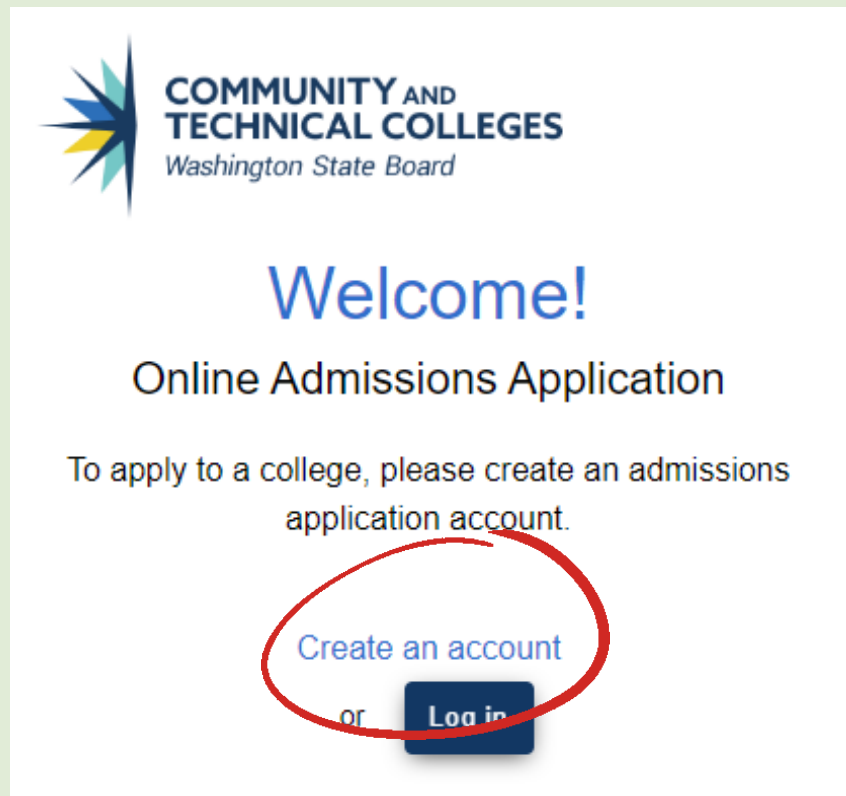 COMMUNITY AND
TECHNICAL COLLEGES
Washington State Board
Welcome!
Online Admissions Application
To apply to a college, please create an admissions
application account.
Create an account
or Log in